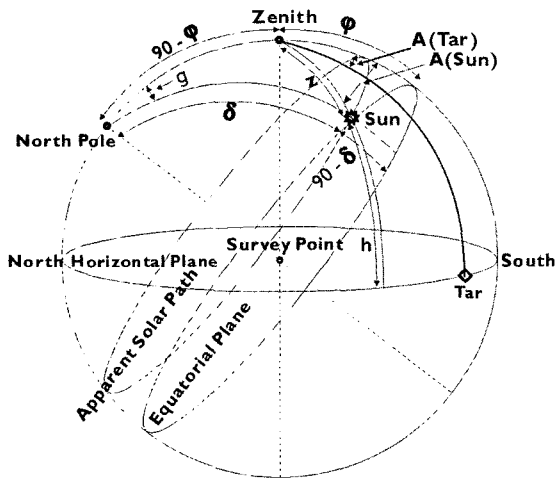 Zenith
φ
90 - φ
A(Tar)
A(Sun)
g
z
Sun
North Pole
δ
90 - δ
Survey Point
h
North
Horizontal Plane
South
Tar
Apparent Solar Path
Equatorial Plane